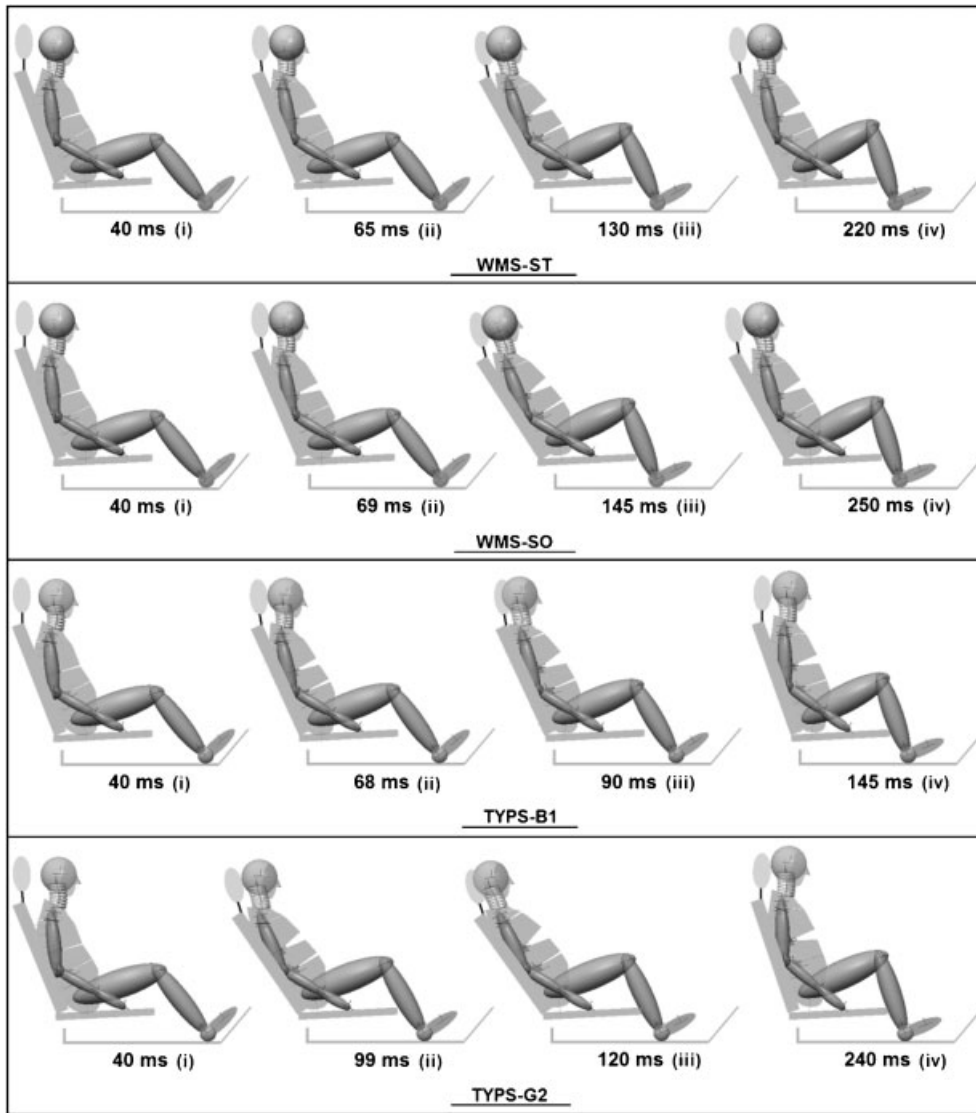 40 ms (i) 65 ms (ii) 130 ms (iii) 220 ms (iv)
WMS-ST
40 ms (i) 69 ms (ii) 145 ms (iii) 250 ms (iv)
WMS-SO
40 ms (i) 68 ms (ii) 90 ms (iii) 145 ms (iv)
TYPS-B1
40 ms (i) 99 ms (ii) 120 ms (iii) 240 ms (iv)
TYPS-G2